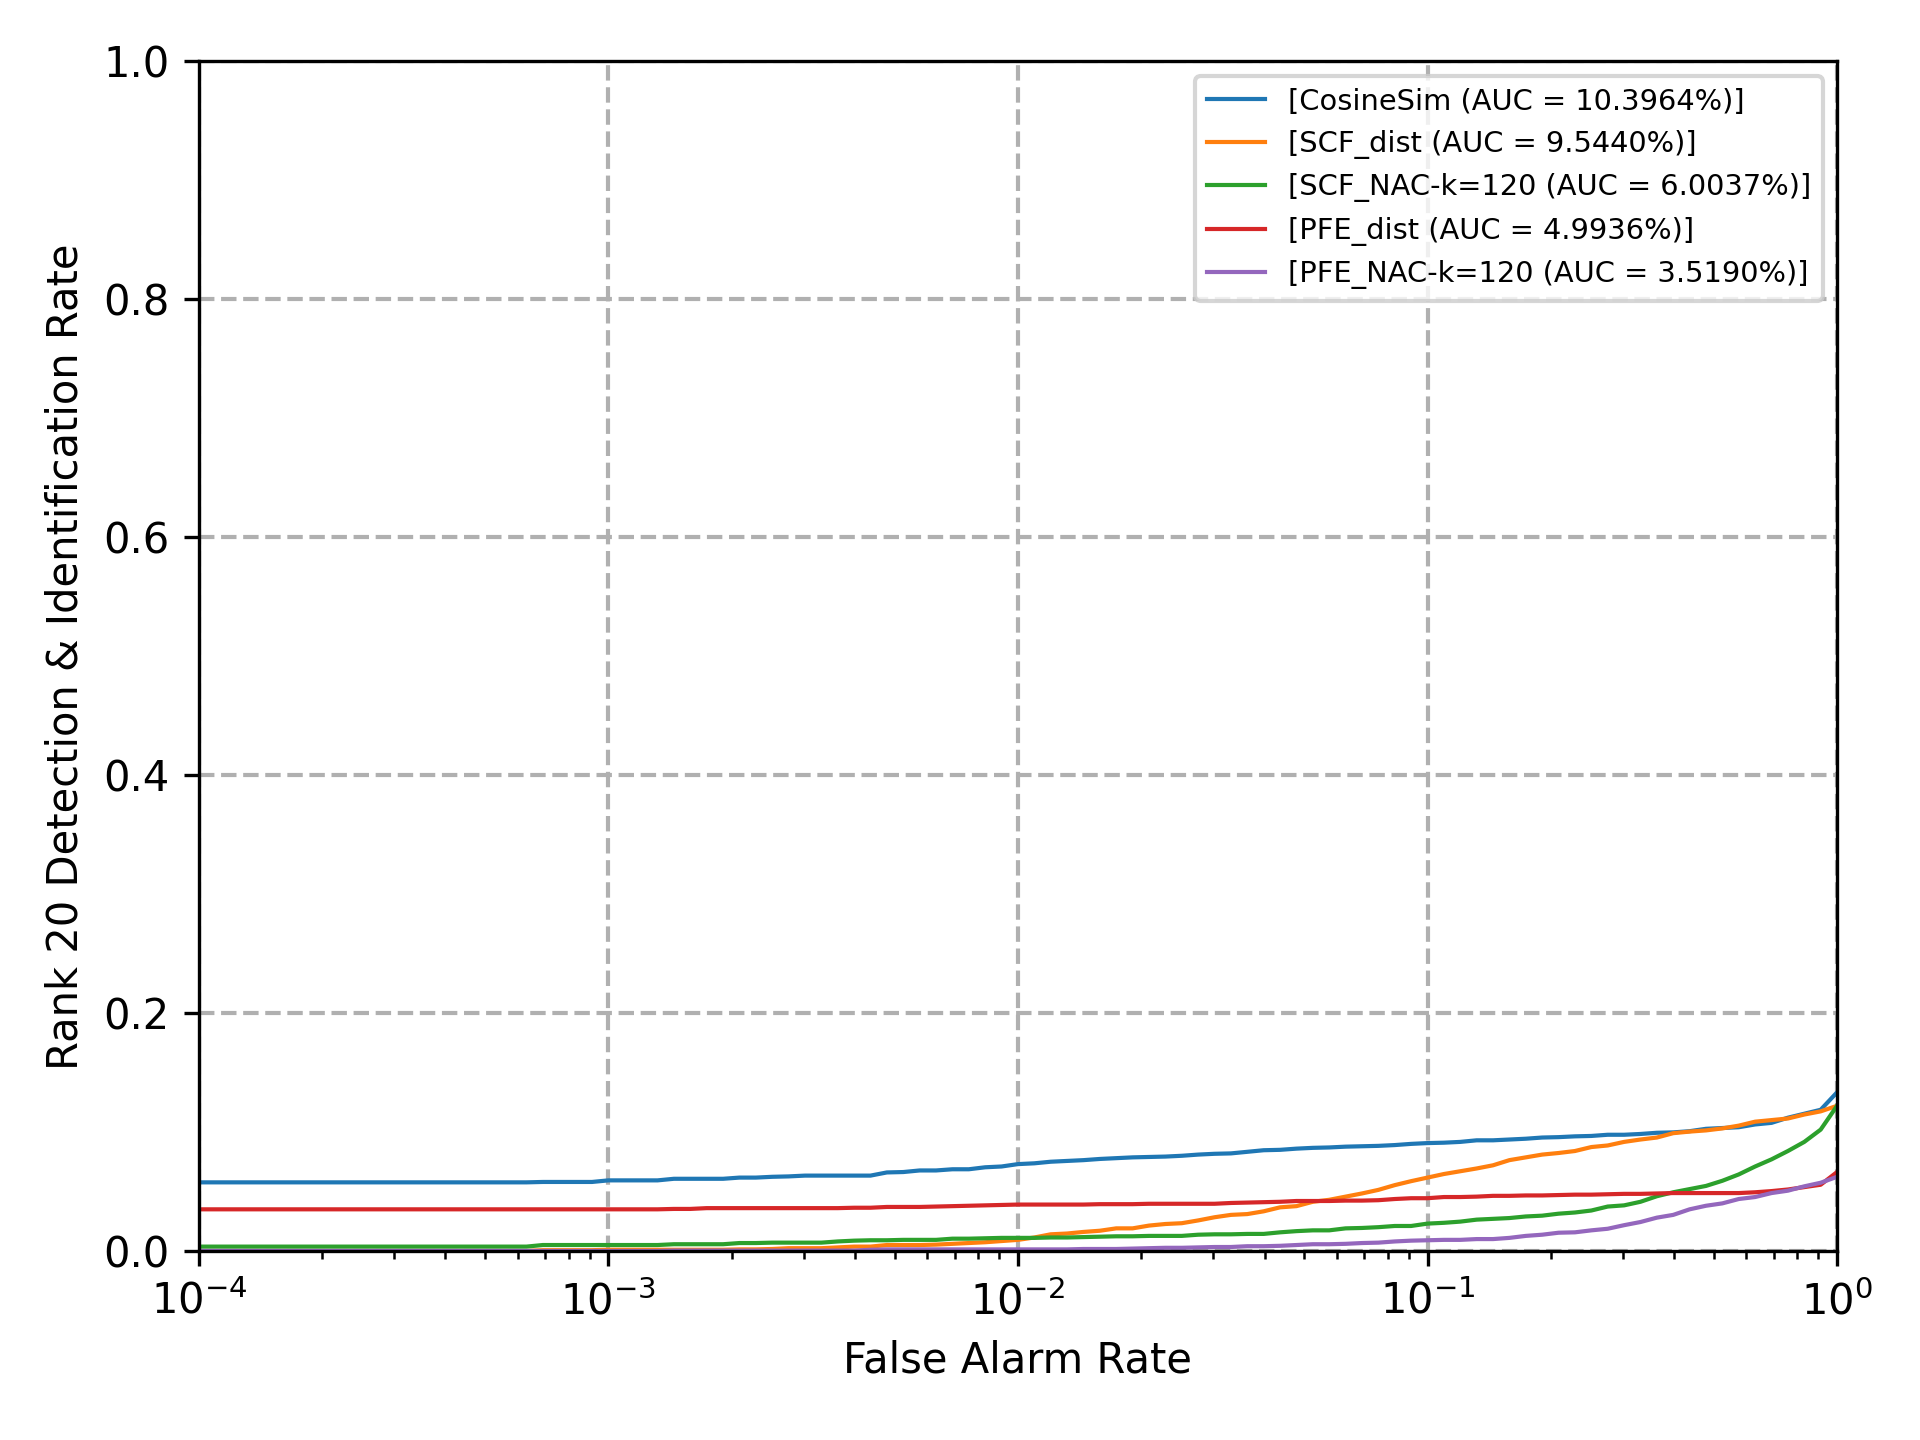 1.0
0.8
0.6
0.4
0.2
0.0
Rank 20 Detection & Identification Rate
[CosineSim (AUC = 10.3964%)]
[SCF_dist (AUC = 9.5440%)]
[SCF_NAC-k=120 (AUC = 6.0037%)]
[PFE_dist (AUC = 4.9936%)]
[PFE_NAC-k=120 (AUC = 3.5190%)]
10⁻⁴ 10⁻³ 10⁻² 10⁻¹ 10⁰
False Alarm Rate